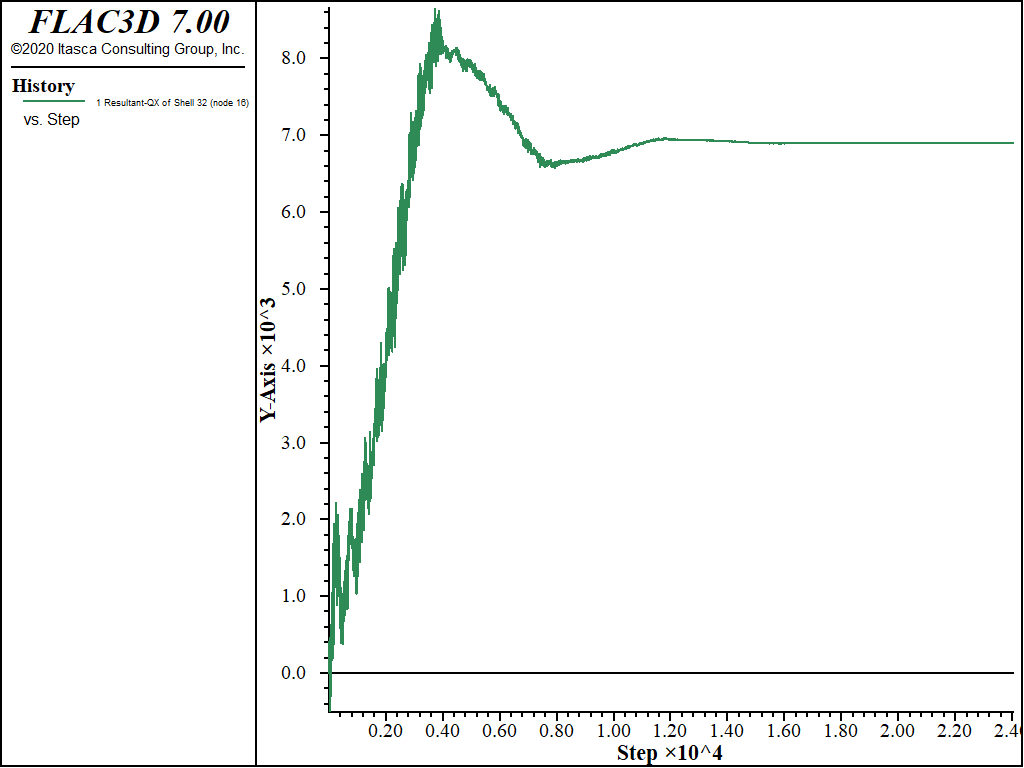 FLAC3D 7.00
©2020 Itasca Consulting Group, Inc.
History
1 Resultant-QX of Shell 32 (node 16)
vs. Step
8.0
7.0
6.0
5.0
4.0
3.0
2.0
1.0
0.0
Y-Axis ×10^3
0.20 0.40 0.60 0.80 1.00 1.20 1.40 1.60 1.80 2.00 2.20 2.40
Step ×10^4